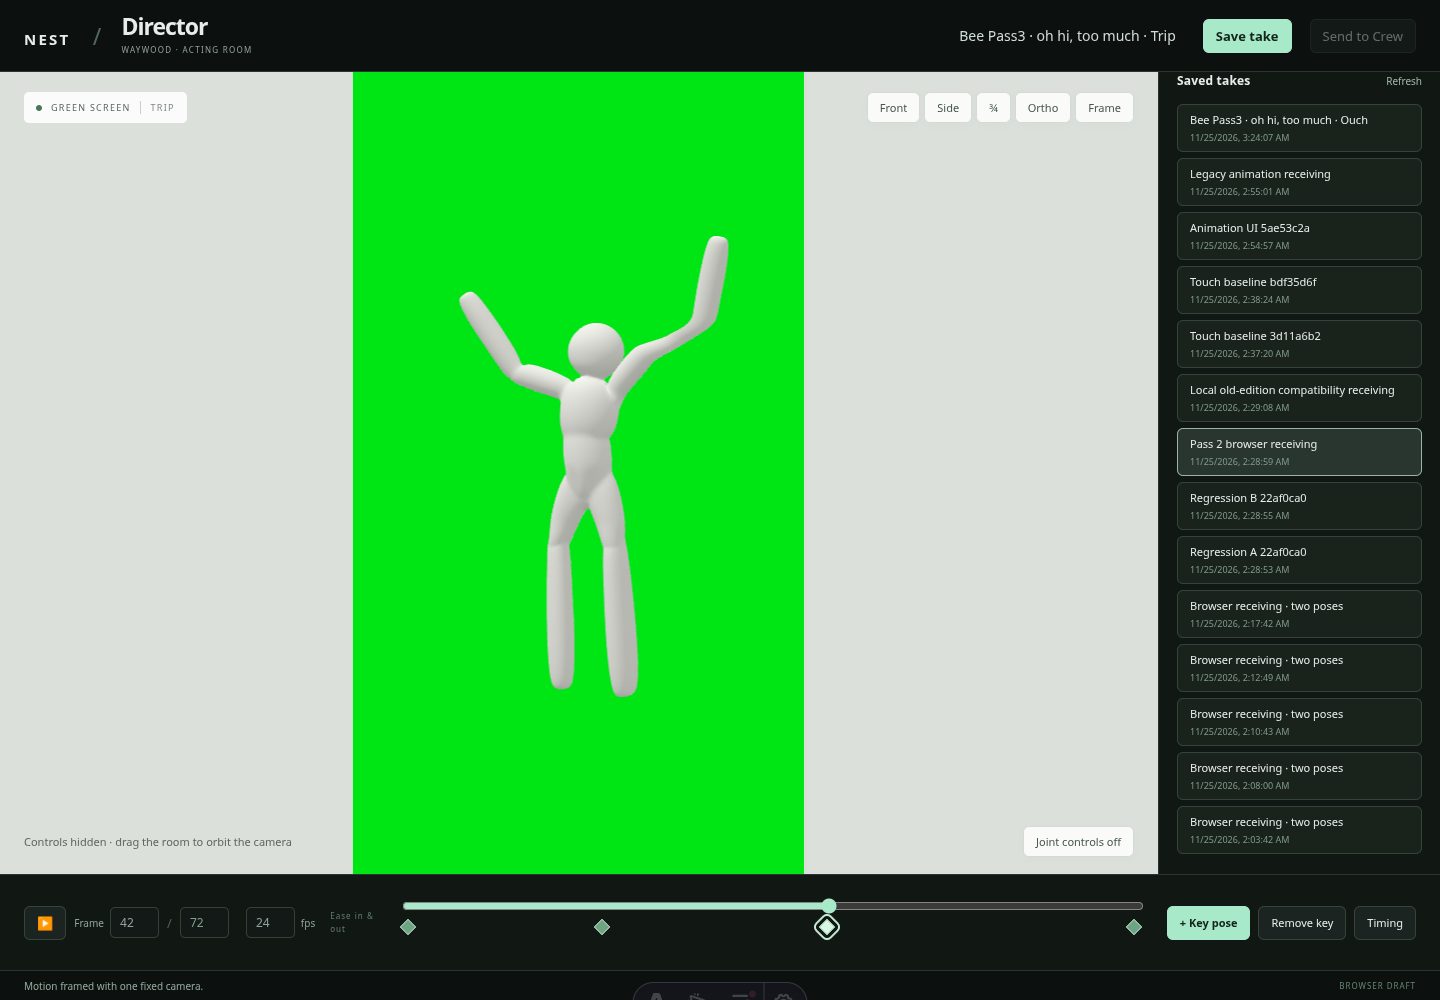 NEST / Director
WAYWOOD · ACTING ROOM
Bee Pass3 · oh hi, too much · Trip
Save take
Send to Crew
GREEN SCREEN
TRIP
Front
Side
¾
Ortho
Frame
Controls hidden · drag the room to orbit the camera
Joint controls off
Saved takes
Refresh
Bee Pass3 · oh hi, too much · Ouch
11/25/2026, 3:24:07 AM
Legacy animation receiving
11/25/2026, 2:55:01 AM
Animation UI 5ae53c2a
11/25/2026, 2:54:57 AM
Touch baseline bdf35d6f
11/25/2026, 2:38:24 AM
Touch baseline 3d11a6b2
11/25/2026, 2:37:20 AM
Local old-edition compatibility receiving
11/25/2026, 2:29:08 AM
Pass 2 browser receiving
11/25/2026, 2:28:59 AM
Regression B 22af0ca0
11/25/2026, 2:28:55 AM
Regression A 22af0ca0
11/25/2026, 2:28:53 AM
Browser receiving · two poses
11/25/2026, 2:17:42 AM
Browser receiving · two poses
11/25/2026, 2:12:49 AM
Browser receiving · two poses
11/25/2026, 2:10:43 AM
Browser receiving · two poses
11/25/2026, 2:08:00 AM
Browser receiving · two poses
11/25/2026, 2:03:42 AM
Frame 42 / 72 24 fps
Ease in &
out
+ Key pose
Remove key
Timing
Motion framed with one fixed camera.
BROWSER DRAFT